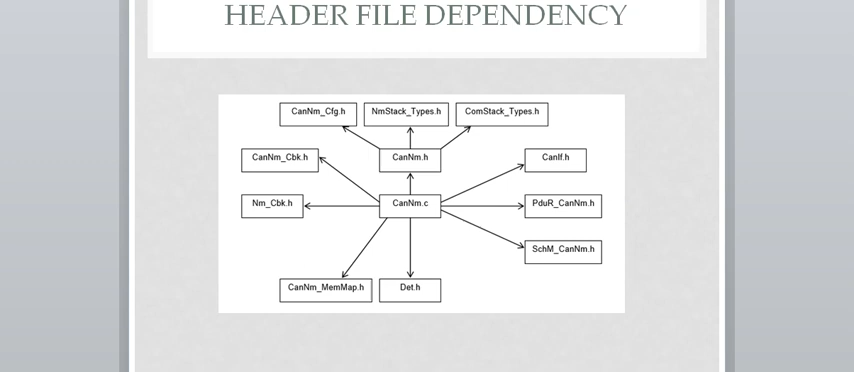 HEADER FILE DEPENDENCY
CanNm_Cfg.h
NmStack_Types.h
ComStack_Types.h
CanNm_Cbk.h
CanNm.h
CanIf.h
Nm_Cbk.h
CanNm.c
PduR_CanNm.h
SchM_CanNm.h
CanNm_MemMap.h
Det.h